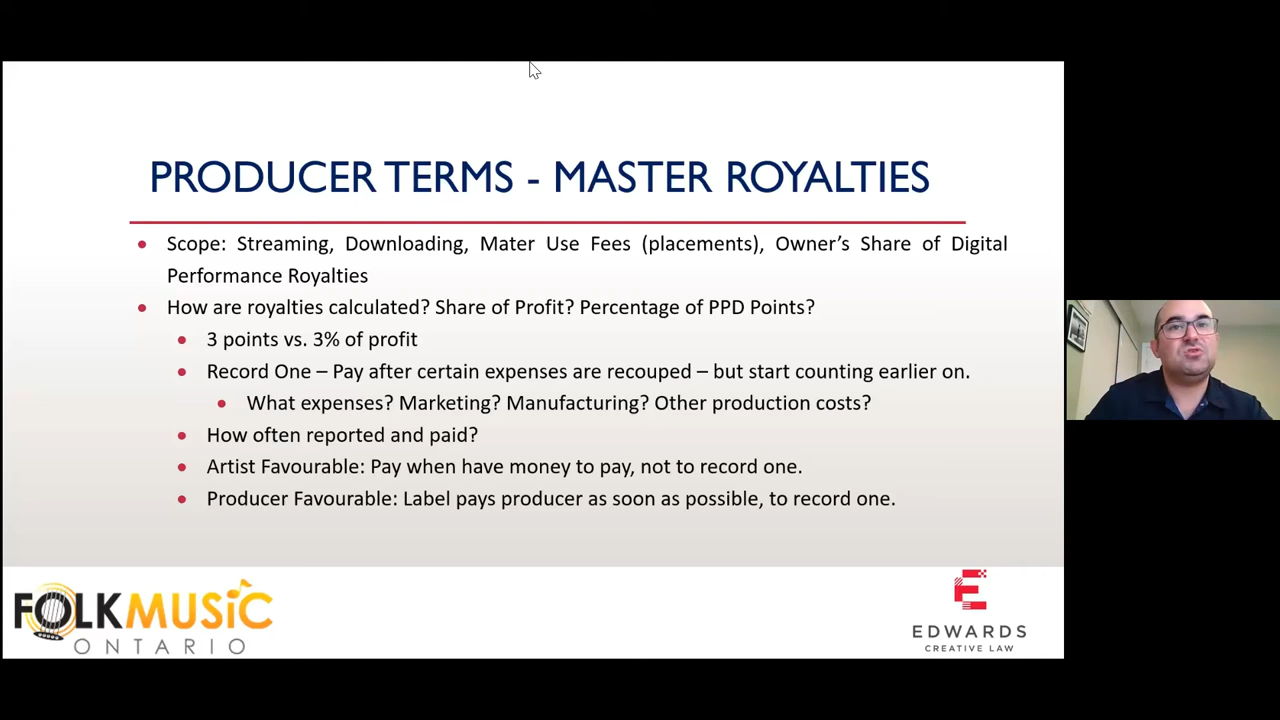 PRODUCER TERMS - MASTER ROYALTIES
• Scope: Streaming, Downloading, Mater Use Fees (placements), Owner's Share of Digital
Performance Royalties
• How are royalties calculated? Share of Profit? Percentage of PPD Points?
• 3 points vs. 3% of profit
• Record One – Pay after certain expenses are recouped – but start counting earlier on.
• What expenses? Marketing? Manufacturing? Other production costs?
• How often reported and paid?
• Artist Favourable: Pay when have money to pay, not to record one.
• Producer Favourable: Label pays producer as soon as possible, to record one.
FOLKMUSIC
ONTARIO
EDWARDS
CREATIVE LAW